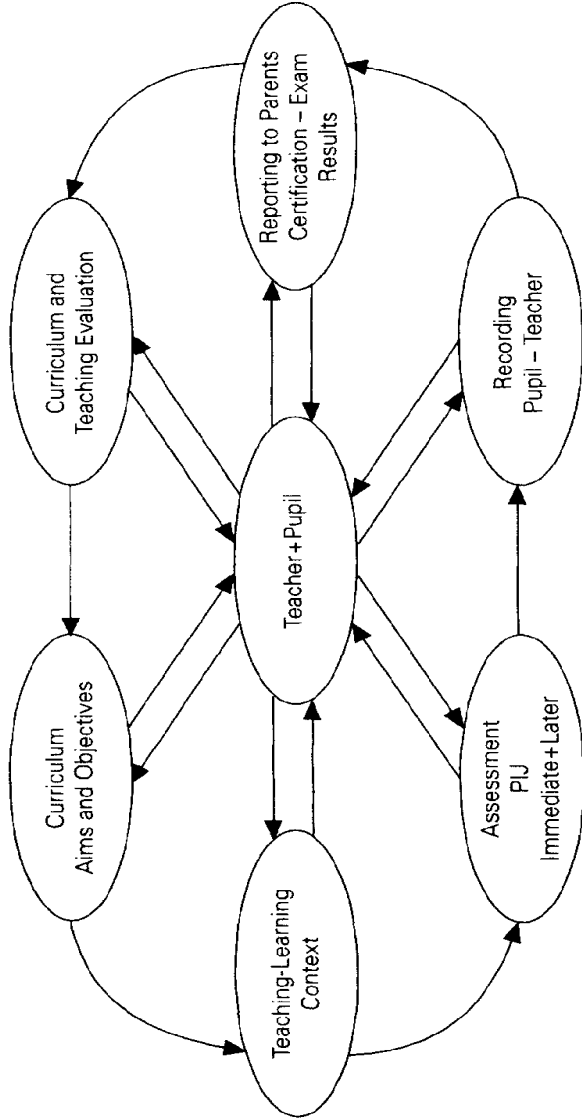 Curriculum
Aims and Objectives
Curriculum and
Teaching Evaluation
Teaching-Learning
Context
Teacher+Pupil
Reporting to Parents
Certification – Exam
Results
Assessment
PIJ
Immediate+Later
Recording
Pupil – Teacher